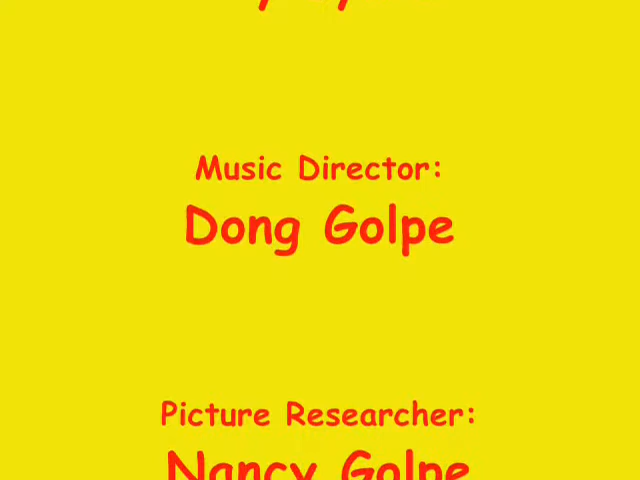 Music Director:
Dong Golpe
Picture Researcher:
Nancy Golpe